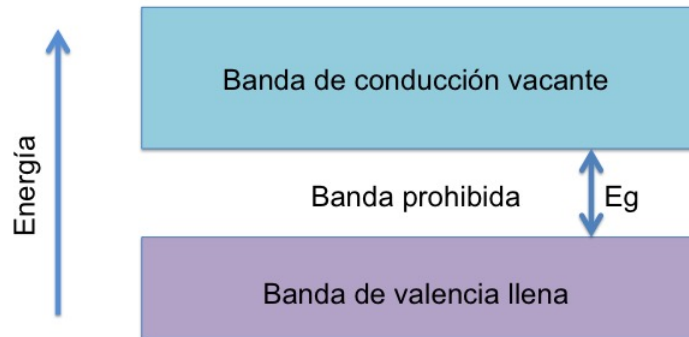 Banda de conducción vacante
Energía
Banda prohibida
Eg
Banda de valencia llena